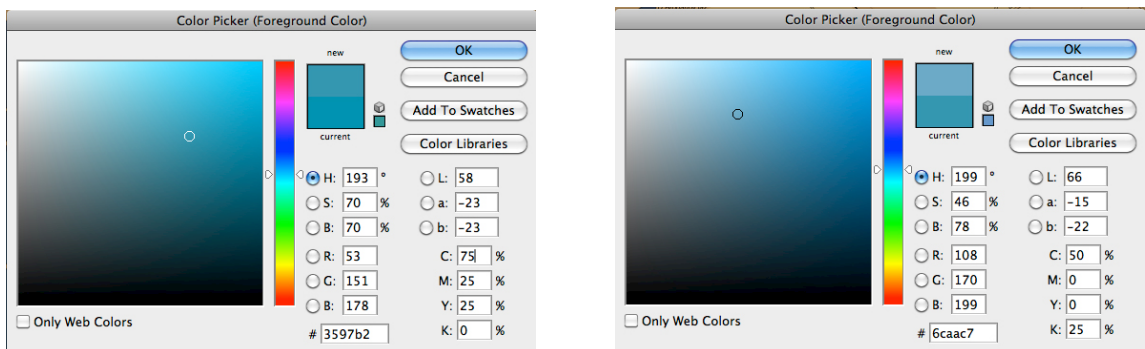 Color Picker (Foreground Color)
new
current
OK
Cancel
Add To Swatches
Color Libraries
H: 193 °
S: 70 %
B: 70 %
R: 53
G: 151
B: 178
# 3597b2
L: 58
a: -23
b: -23
C: 75 %
M: 25 %
Y: 25 %
K: 0 %
Only Web Colors
Color Picker (Foreground Color)
new
current
OK
Cancel
Add To Swatches
Color Libraries
H: 199 °
S: 46 %
B: 78 %
R: 108
G: 170
B: 199
# 6caac7
L: 66
a: -15
b: -22
C: 50 %
M: 0 %
Y: 0 %
K: 25 %
Only Web Colors